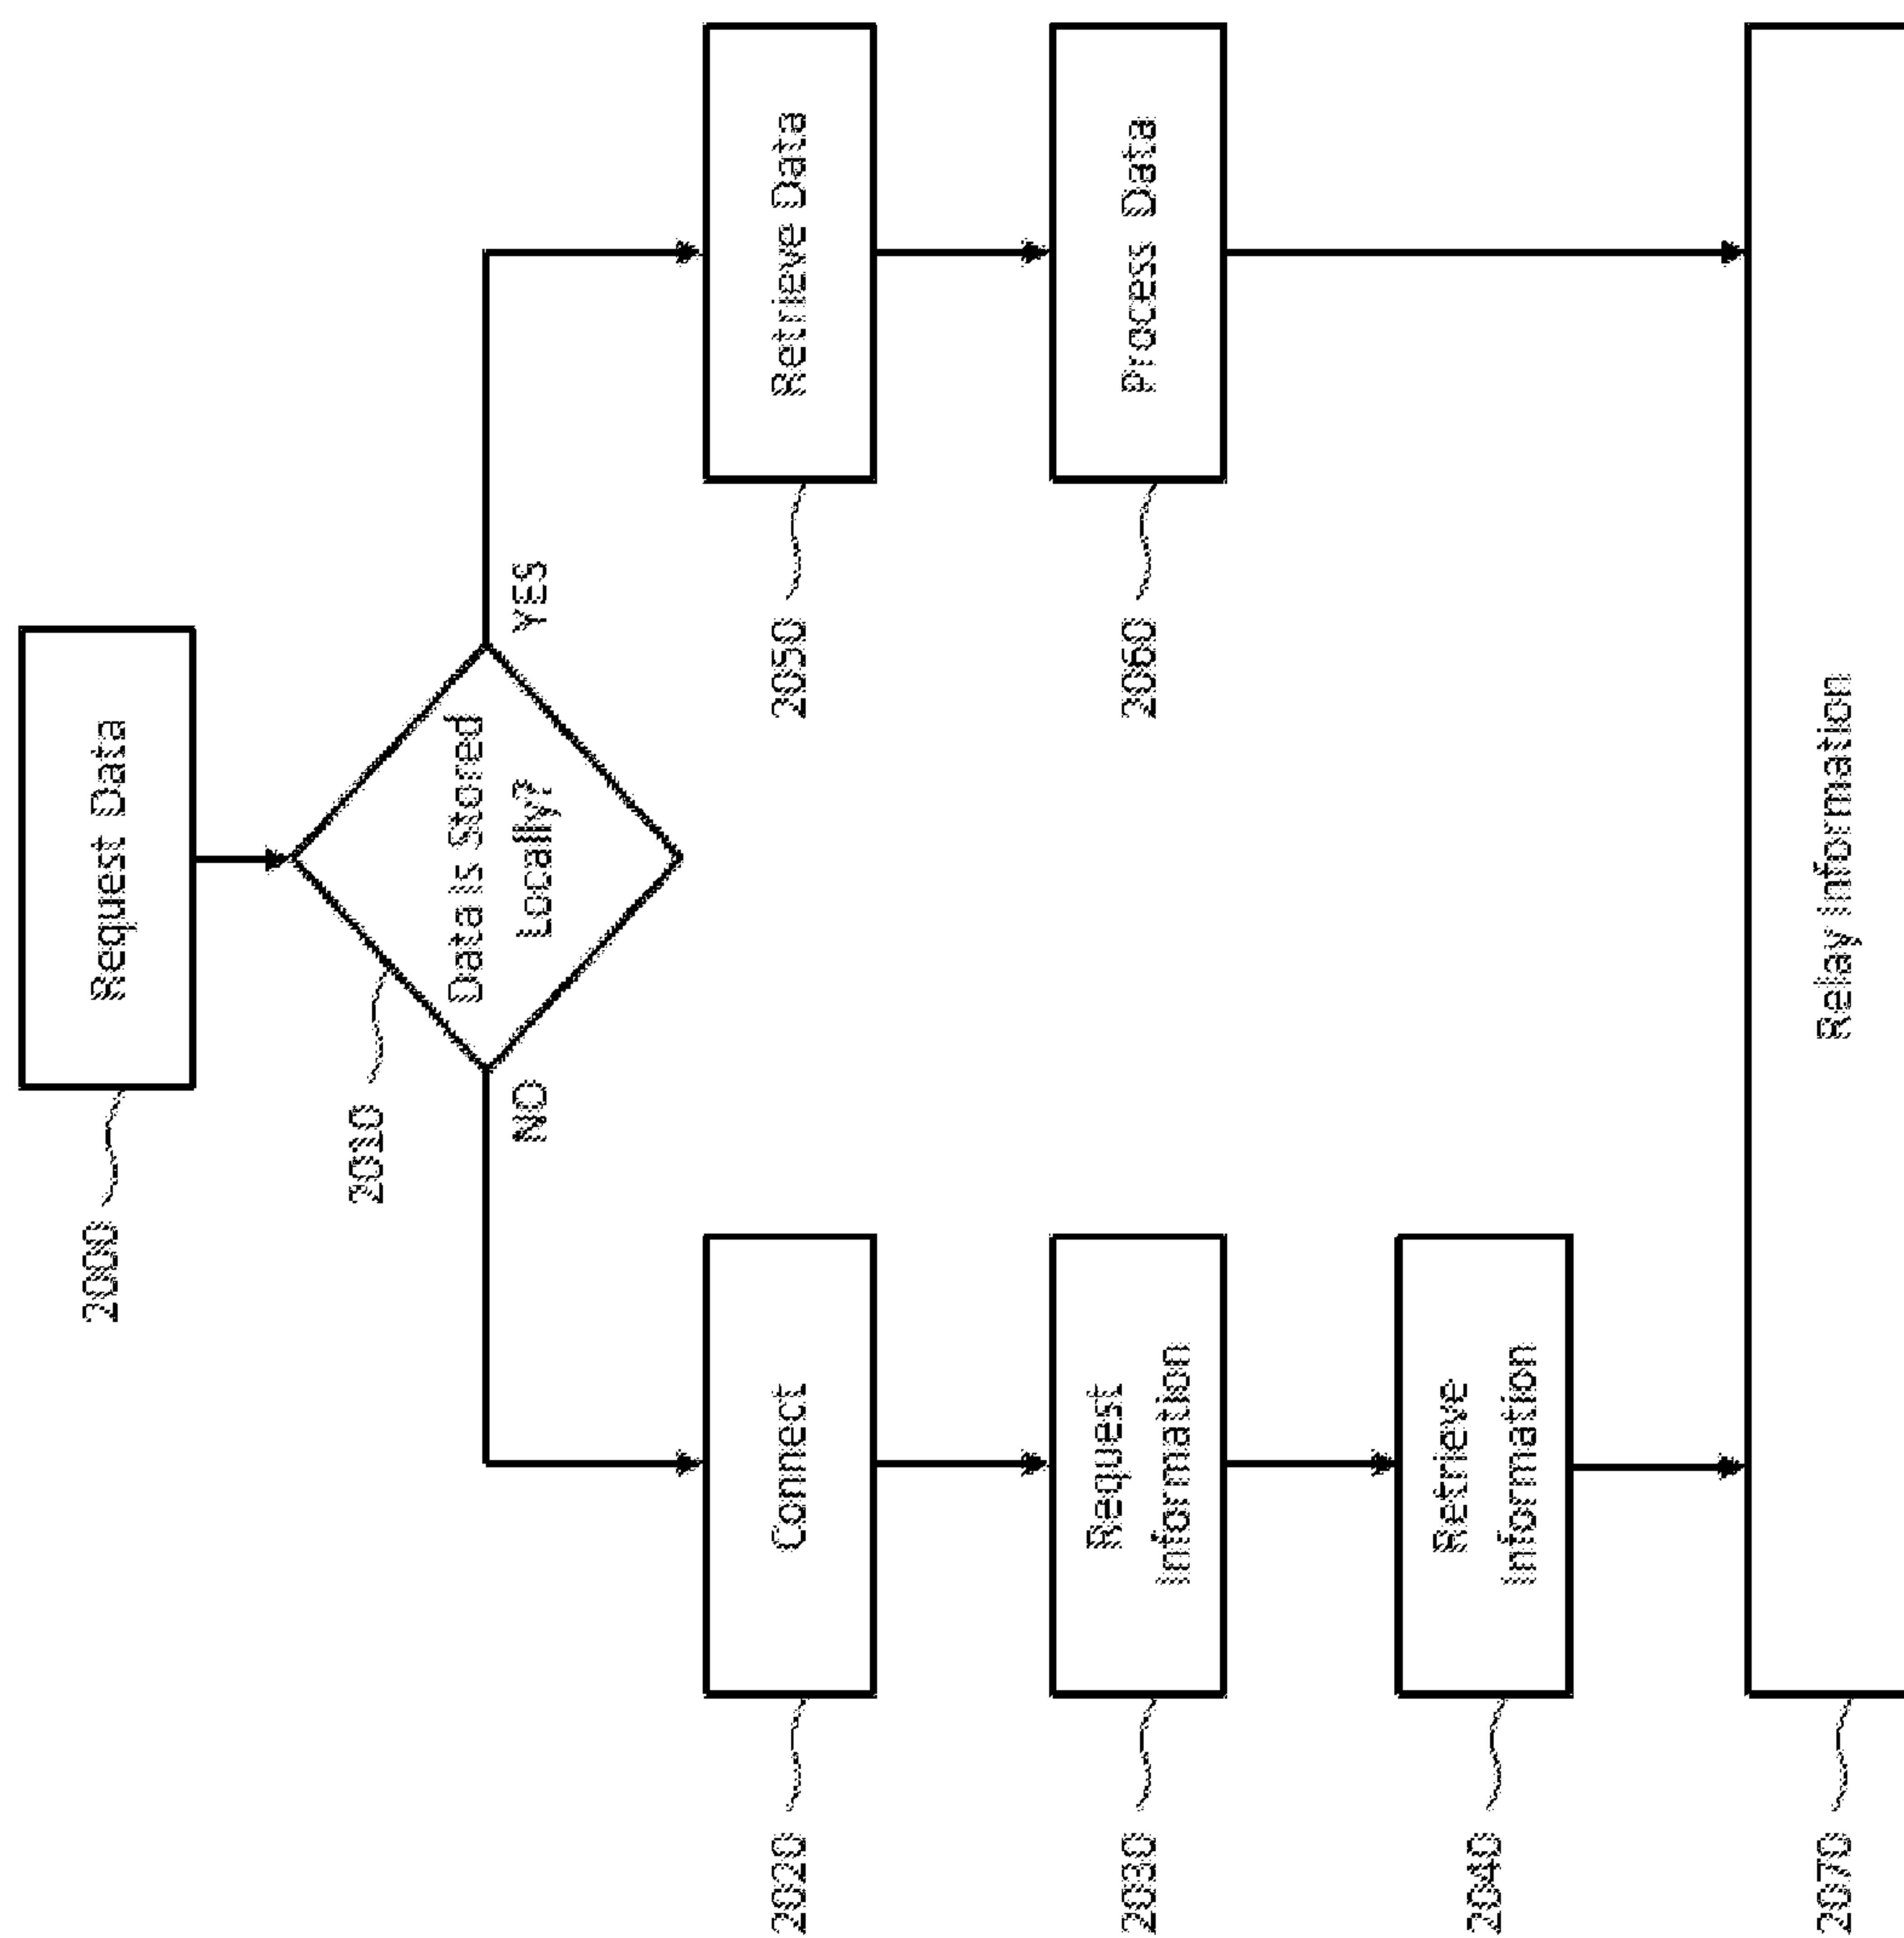 Request Data
2000
Data is Stored
Locally?
2010
NO
YES
Connect
2020
Request
Information
2030
Retrieve
Information
2040
Retrieve Data
2050
Process Data
2060
Relay Information
2070